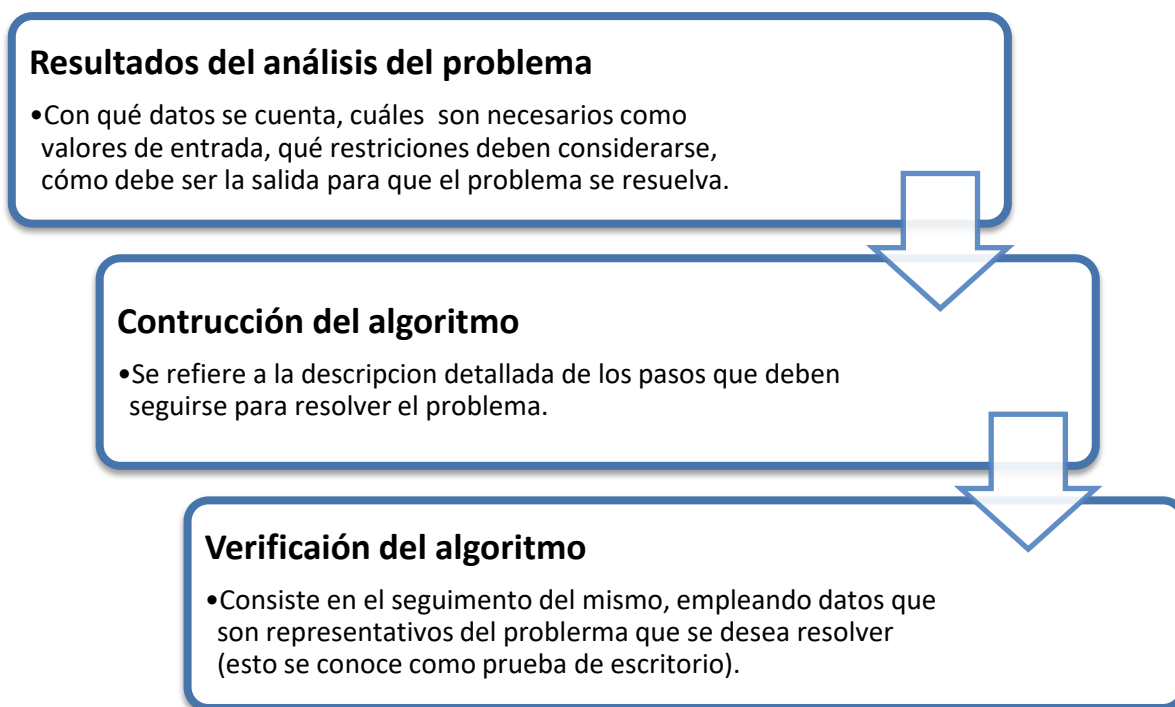 Resultados del análisis del problema
•Con qué datos se cuenta, cuáles son necesarios como
valores de entrada, qué restriciones deben considerarse,
cómo debe ser la salida para que el problema se resuelva.
Contrucción del algoritmo
•Se refiere a la descripcion detallada de los pasos que deben
seguirse para resolver el problema.
Verificaión del algoritmo
•Consiste en el seguimento del mismo, empleando datos que
son representativos del problerma que se desea resolver
(esto se conoce como prueba de escritorio).